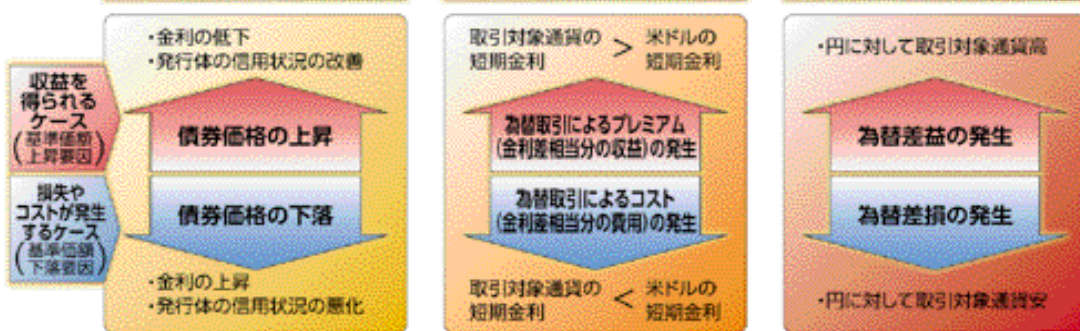 収益を
得られる
ケース
(基準価額
上昇要因)
損失や
コストが発生
するケース
(基準価額
下落要因)
・金利の低下
・発行体の信用状況の改善
債券価格の上昇
債券価格の下落
・金利の上昇
・発行体の信用状況の悪化
取引対象通貨の
短期金利
>
米ドルの
短期金利
為替取引によるプレミアム
(金利差相当分の収益)の発生
為替取引によるコスト
(金利差相当分の費用)の発生
取引対象通貨の
短期金利
<
米ドルの
短期金利
・円に対して取引対象通貨高
為替差益の発生
為替差損の発生
・円に対して取引対象通貨安